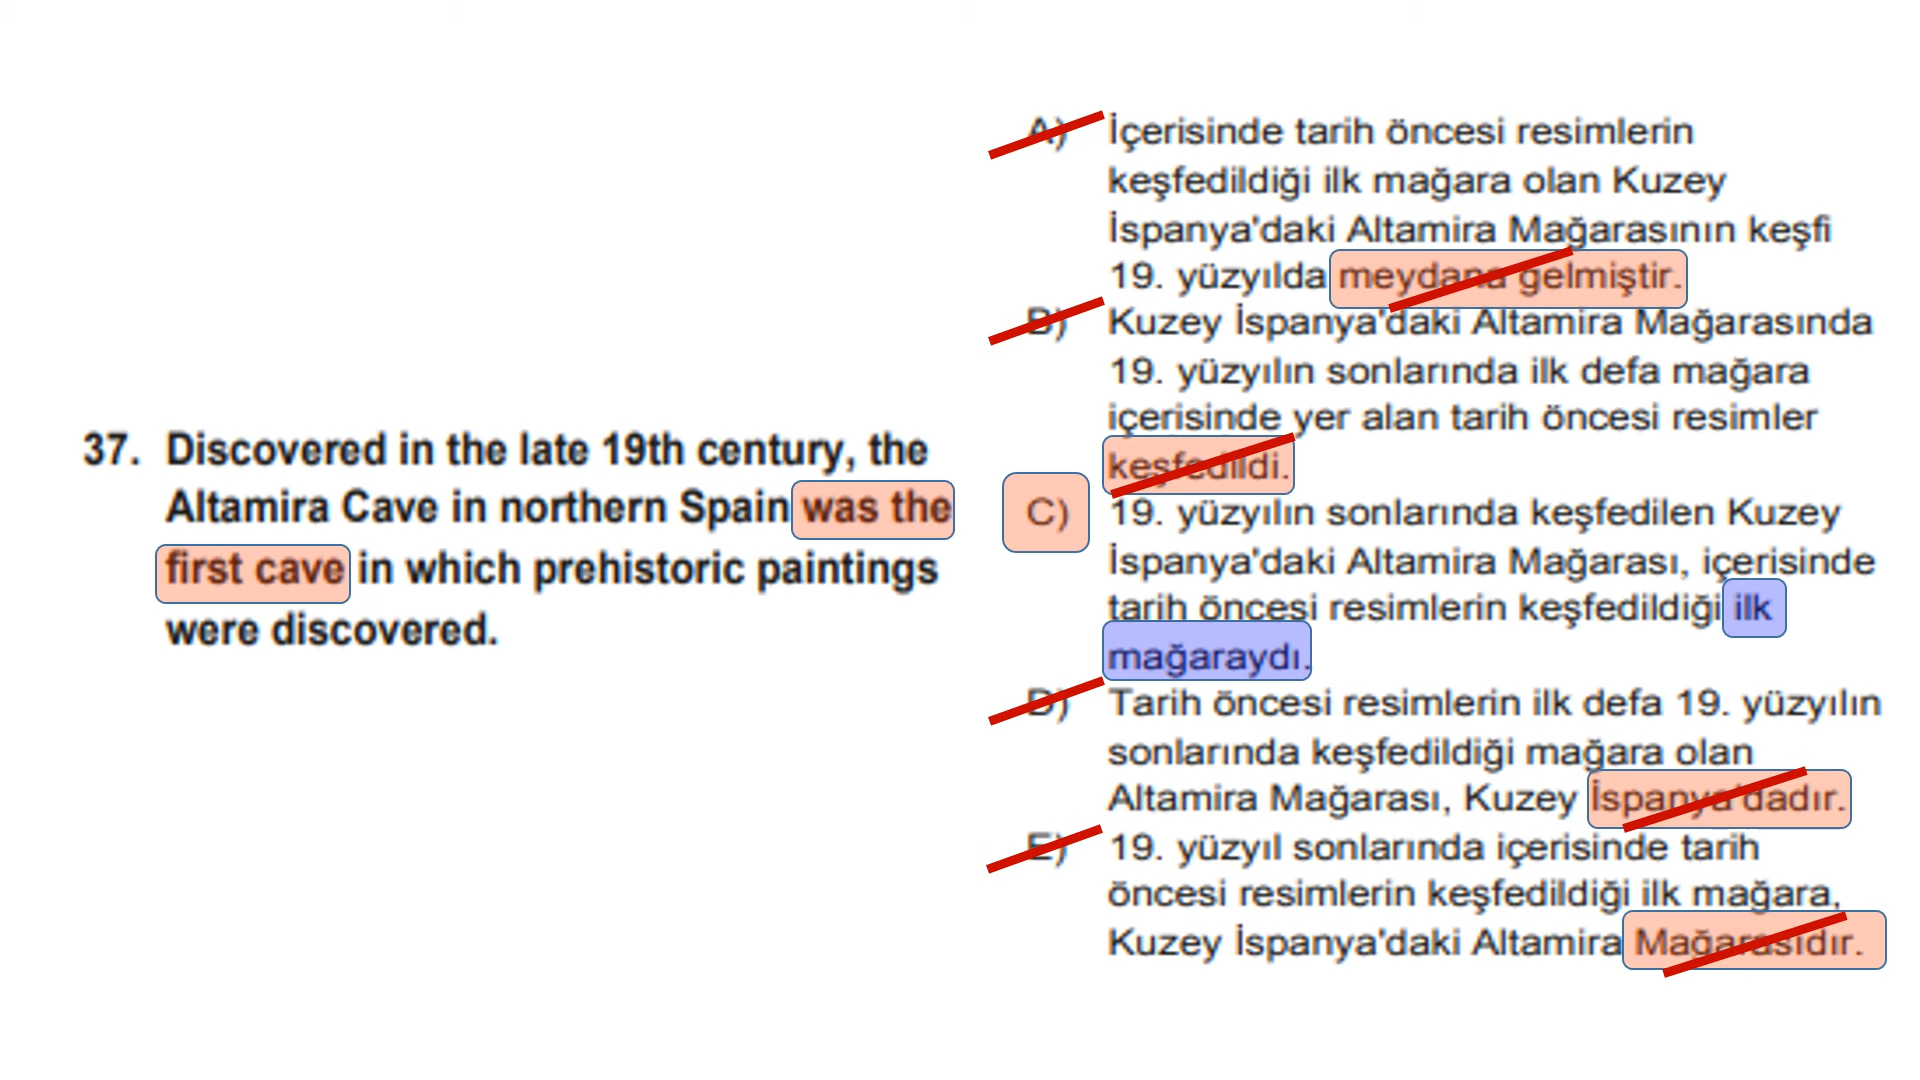 37. Discovered in the late 19th century, the
Altamira Cave in northern Spain was the
first cave in which prehistoric paintings
were discovered.
A) İçerisinde tarih öncesi resimlerin
keşfedildiği ilk mağara olan Kuzey
İspanya'daki Altamira Mağarasının keşfi
19. yüzyılda meydana gelmiştir.
B) Kuzey İspanya'daki Altamira Mağarasında
19. yüzyılın sonlarında ilk defa mağara
içerisinde yer alan tarih öncesi resimler
keşfedildi.
C) 19. yüzyılın sonlarında keşfedilen Kuzey
İspanya'daki Altamira Mağarası, içerisinde
tarih öncesi resimlerin keşfedildiği ilk
mağaraydı.
D) Tarih öncesi resimlerin ilk defa 19. yüzyılın
sonlarında keşfedildiği mağara olan
Altamira Mağarası, Kuzey İspanya'dadır.
E) 19. yüzyıl sonlarında içerisinde tarih
öncesi resimlerin keşfedildiği ilk mağara,
Kuzey İspanya'daki Altamira Mağarasıdır.